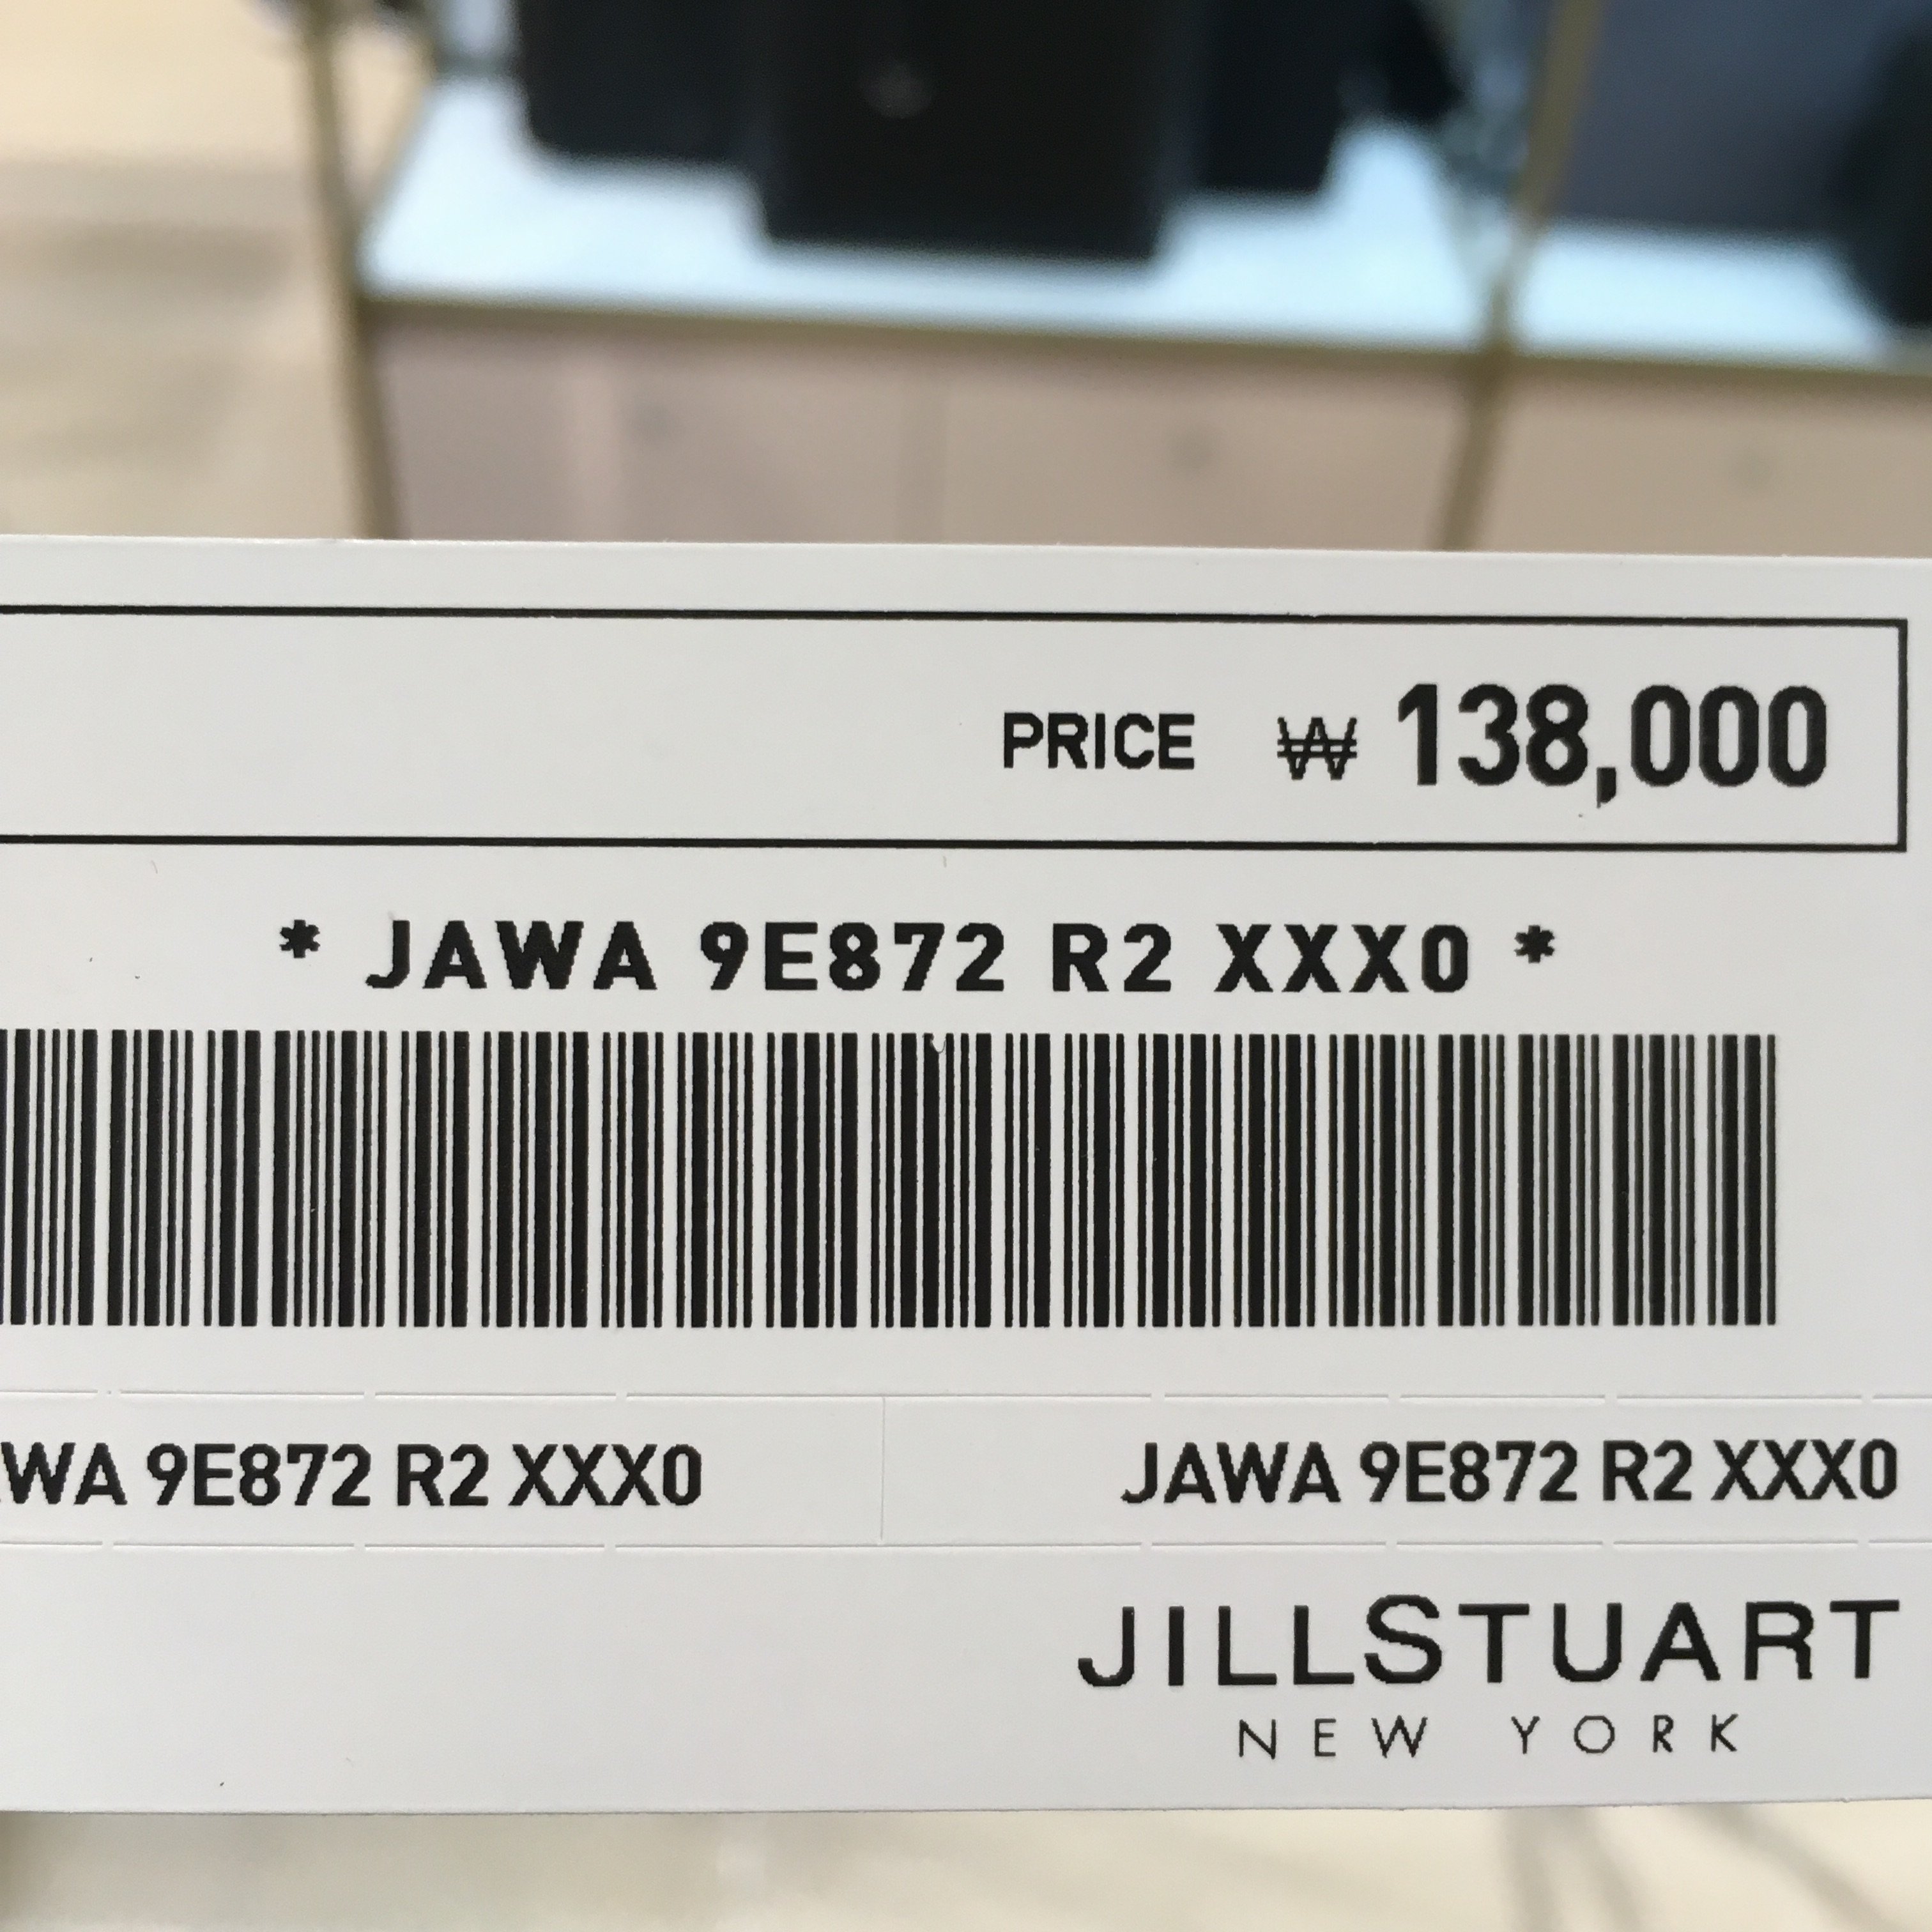 PRICE ₩ 138,000
* JAWA 9E872 R2 XXX0 *
WA 9E872 R2 XXX0 JAWA 9E872 R2 XXX0
JILLSTUART
NEW YORK